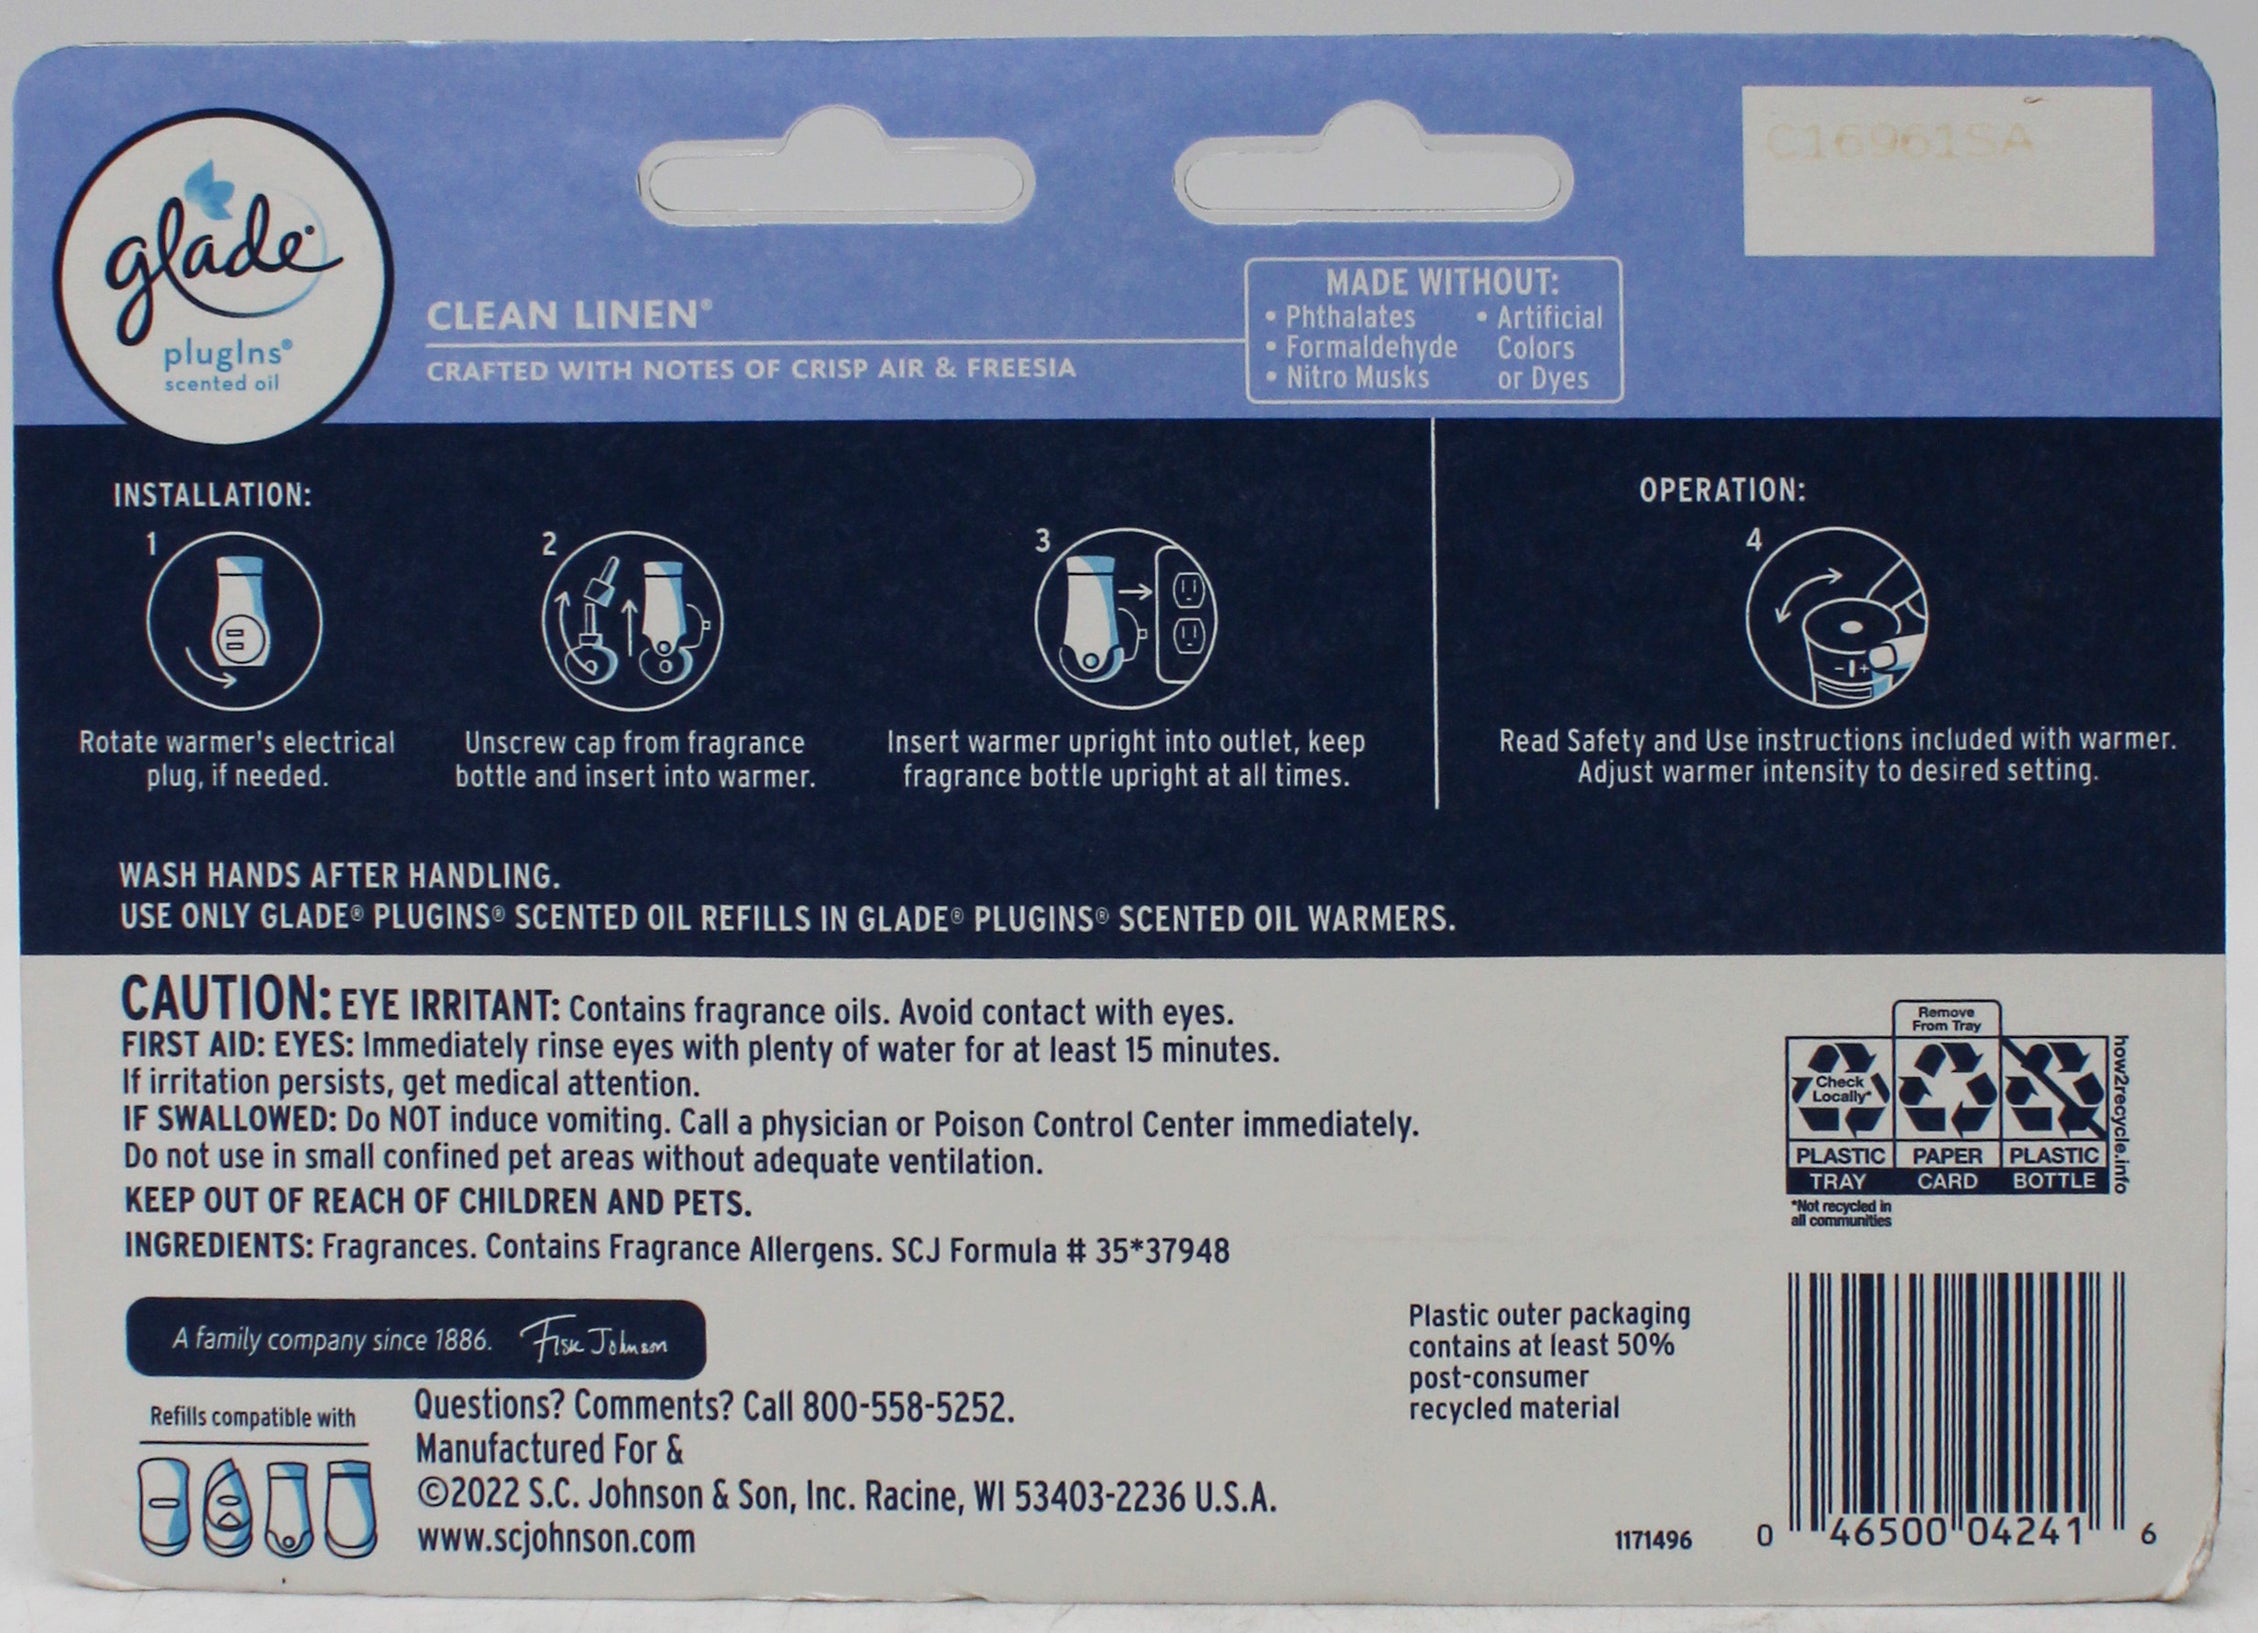 glade
plugIns®
scented oil
CLEAN LINEN®
CRAFTED WITH NOTES OF CRISP AIR & FREESIA
MADE WITHOUT:
• Phthalates
• Formaldehyde
• Nitro Musks
• Artificial
Colors
or Dyes
C16961SA
INSTALLATION:
1
Rotate warmer's electrical
plug, if needed.
2
Unscrew cap from fragrance
bottle and insert into warmer.
3
Insert warmer upright into outlet, keep
fragrance bottle upright at all times.
OPERATION:
4
- +
Read Safety and Use instructions included with warmer.
Adjust warmer intensity to desired setting.
WASH HANDS AFTER HANDLING.
USE ONLY GLADE® PLUGINS® SCENTED OIL REFILLS IN GLADE® PLUGINS® SCENTED OIL WARMERS.
CAUTION: EYE IRRITANT: Contains fragrance oils. Avoid contact with eyes.
FIRST AID: EYES: Immediately rinse eyes with plenty of water for at least 15 minutes.
If irritation persists, get medical attention.
IF SWALLOWED: Do NOT induce vomiting. Call a physician or Poison Control Center immediately.
Do not use in small confined pet areas without adequate ventilation.
KEEP OUT OF REACH OF CHILDREN AND PETS.
INGREDIENTS: Fragrances. Contains Fragrance Allergens. SCJ Formula # 35*37948
Remove
From Tray
Check
Locally*
PLASTIC
TRAY
PAPER
CARD
PLASTIC
BOTTLE
how2recycle.info
*Not recycled in
all communities
A family company since 1886. Fisk Johnson
Refills compatible with
Questions? Comments? Call 800-558-5252.
Manufactured For &
©2022 S.C. Johnson & Son, Inc. Racine, WI 53403-2236 U.S.A.
www.scjohnson.com
Plastic outer packaging
contains at least 50%
post-consumer
recycled material
1171496
0 46500 04241 6